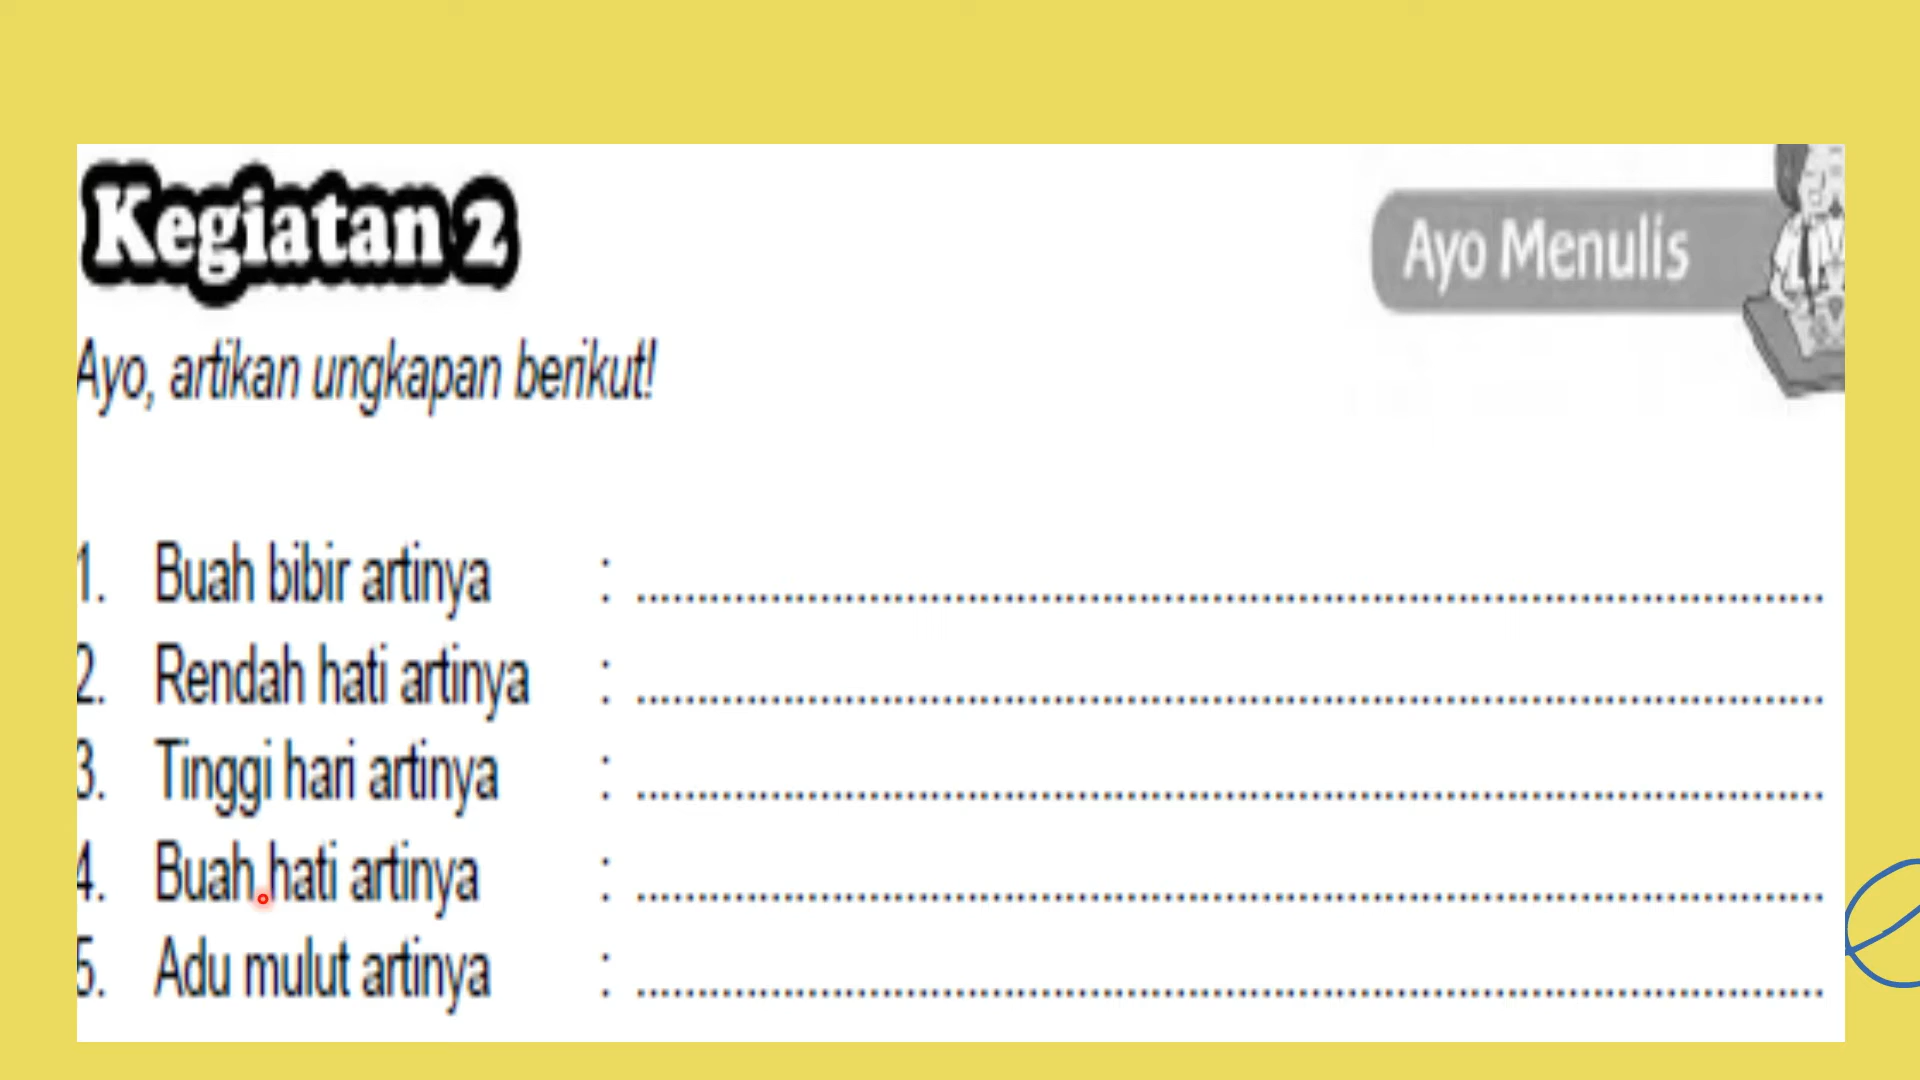 Kegiatan 2
Ayo Menulis
Ayo, artikan ungkapan berikut!
1. Buah bibir artinya : ........................................................................
2. Rendah hati artinya : ........................................................................
3. Tinggi hari artinya : ........................................................................
4. Buah hati artinya : ........................................................................
5. Adu mulut artinya : ........................................................................